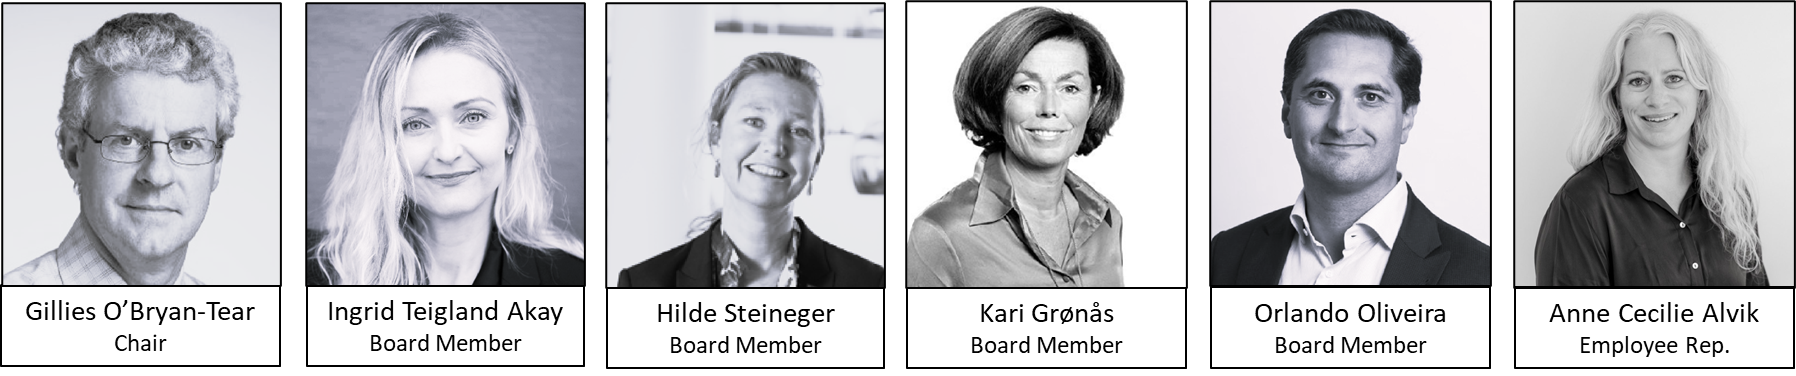 Gillies O’Bryan-Tear
Chair
Ingrid Teigland Akay
Board Member
Hilde Steineger
Board Member
Kari Grønås
Board Member
Orlando Oliveira
Board Member
Anne Cecilie Alvik
Employee Rep.